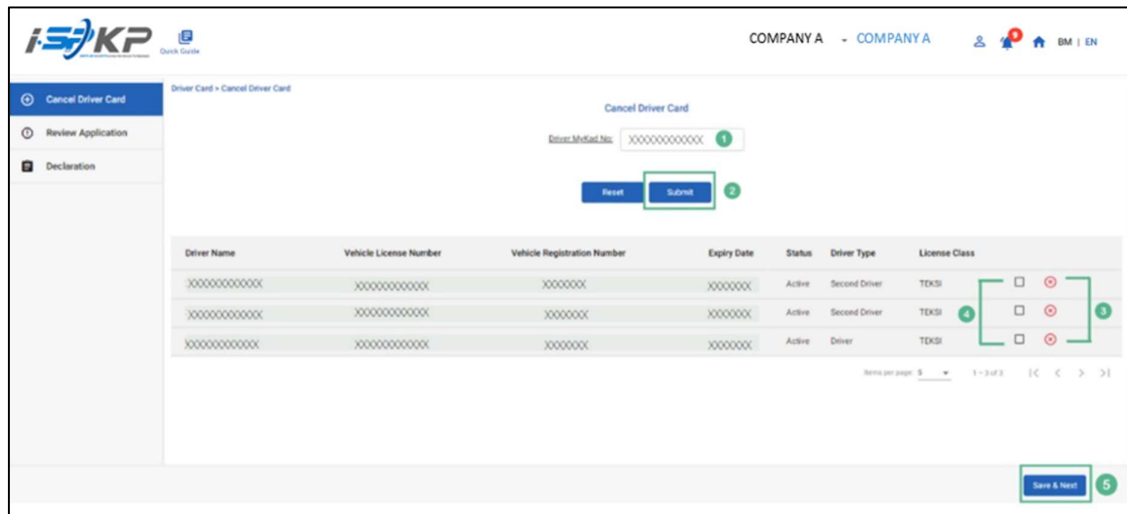 i-SPKP
Quick Guide
COMPANY A - COMPANY A
9
BM | EN
Cancel Driver Card
Review Application
Declaration
Driver Card > Cancel Driver Card
Cancel Driver Card
Driver MyKad No: XXXXXXXXXXXX 1
Reset Submit 2
Driver Name Vehicle License Number Vehicle Registration Number Expiry Date Status Driver Type License Class
XXXXXXXXXXXX XXXXXXXXXXXX XXXXXXX XXXXXXX Active Second Driver TEKSI
XXXXXXXXXXXX XXXXXXXXXXXX XXXXXXX XXXXXXX Active Second Driver TEKSI 4 3
XXXXXXXXXXXX XXXXXXXXXXXX XXXXXXX XXXXXXX Active Driver TEKSI
Items per page: 5 1 – 3 of 3
Save & Next 5